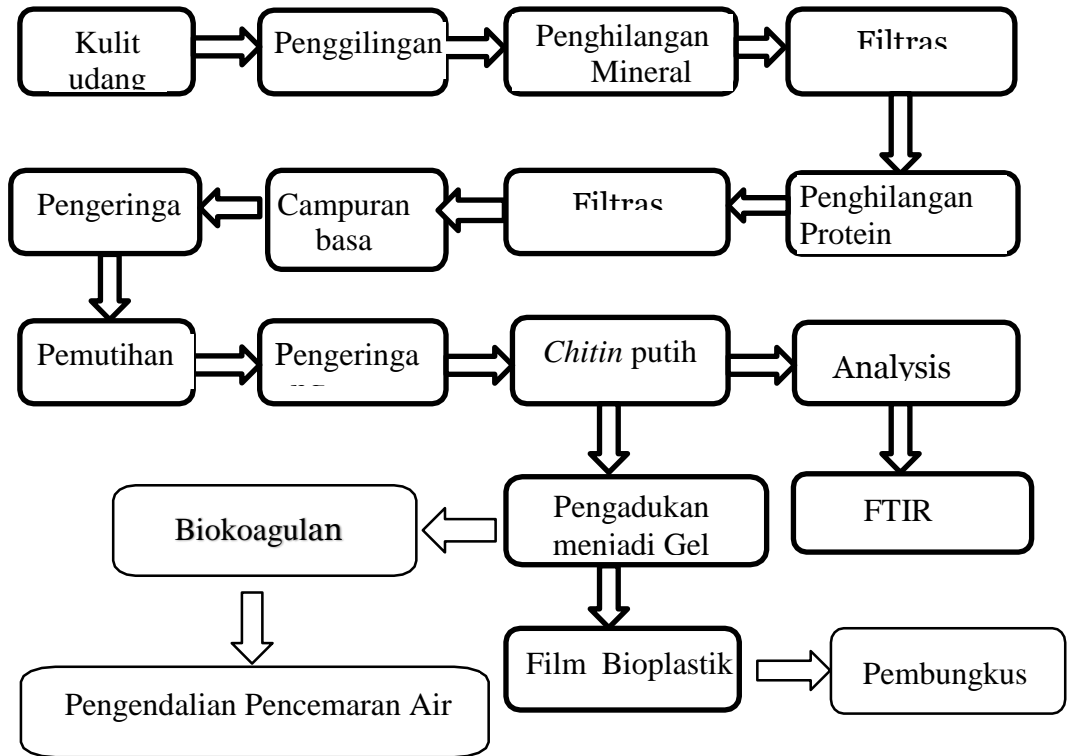 Kulit
udang
Penggilingan
Penghilangan
Mineral
Filtras
Penghilangan
Protein
Filtras
Campuran
basa
Pengeringa
Pemutihan
Pengeringa
Chitin putih
Analysis
FTIR
Pengadukan
menjadi Gel
Biokoagulan
Pengendalian Pencemaran Air
Film Bioplastik
Pembungkus